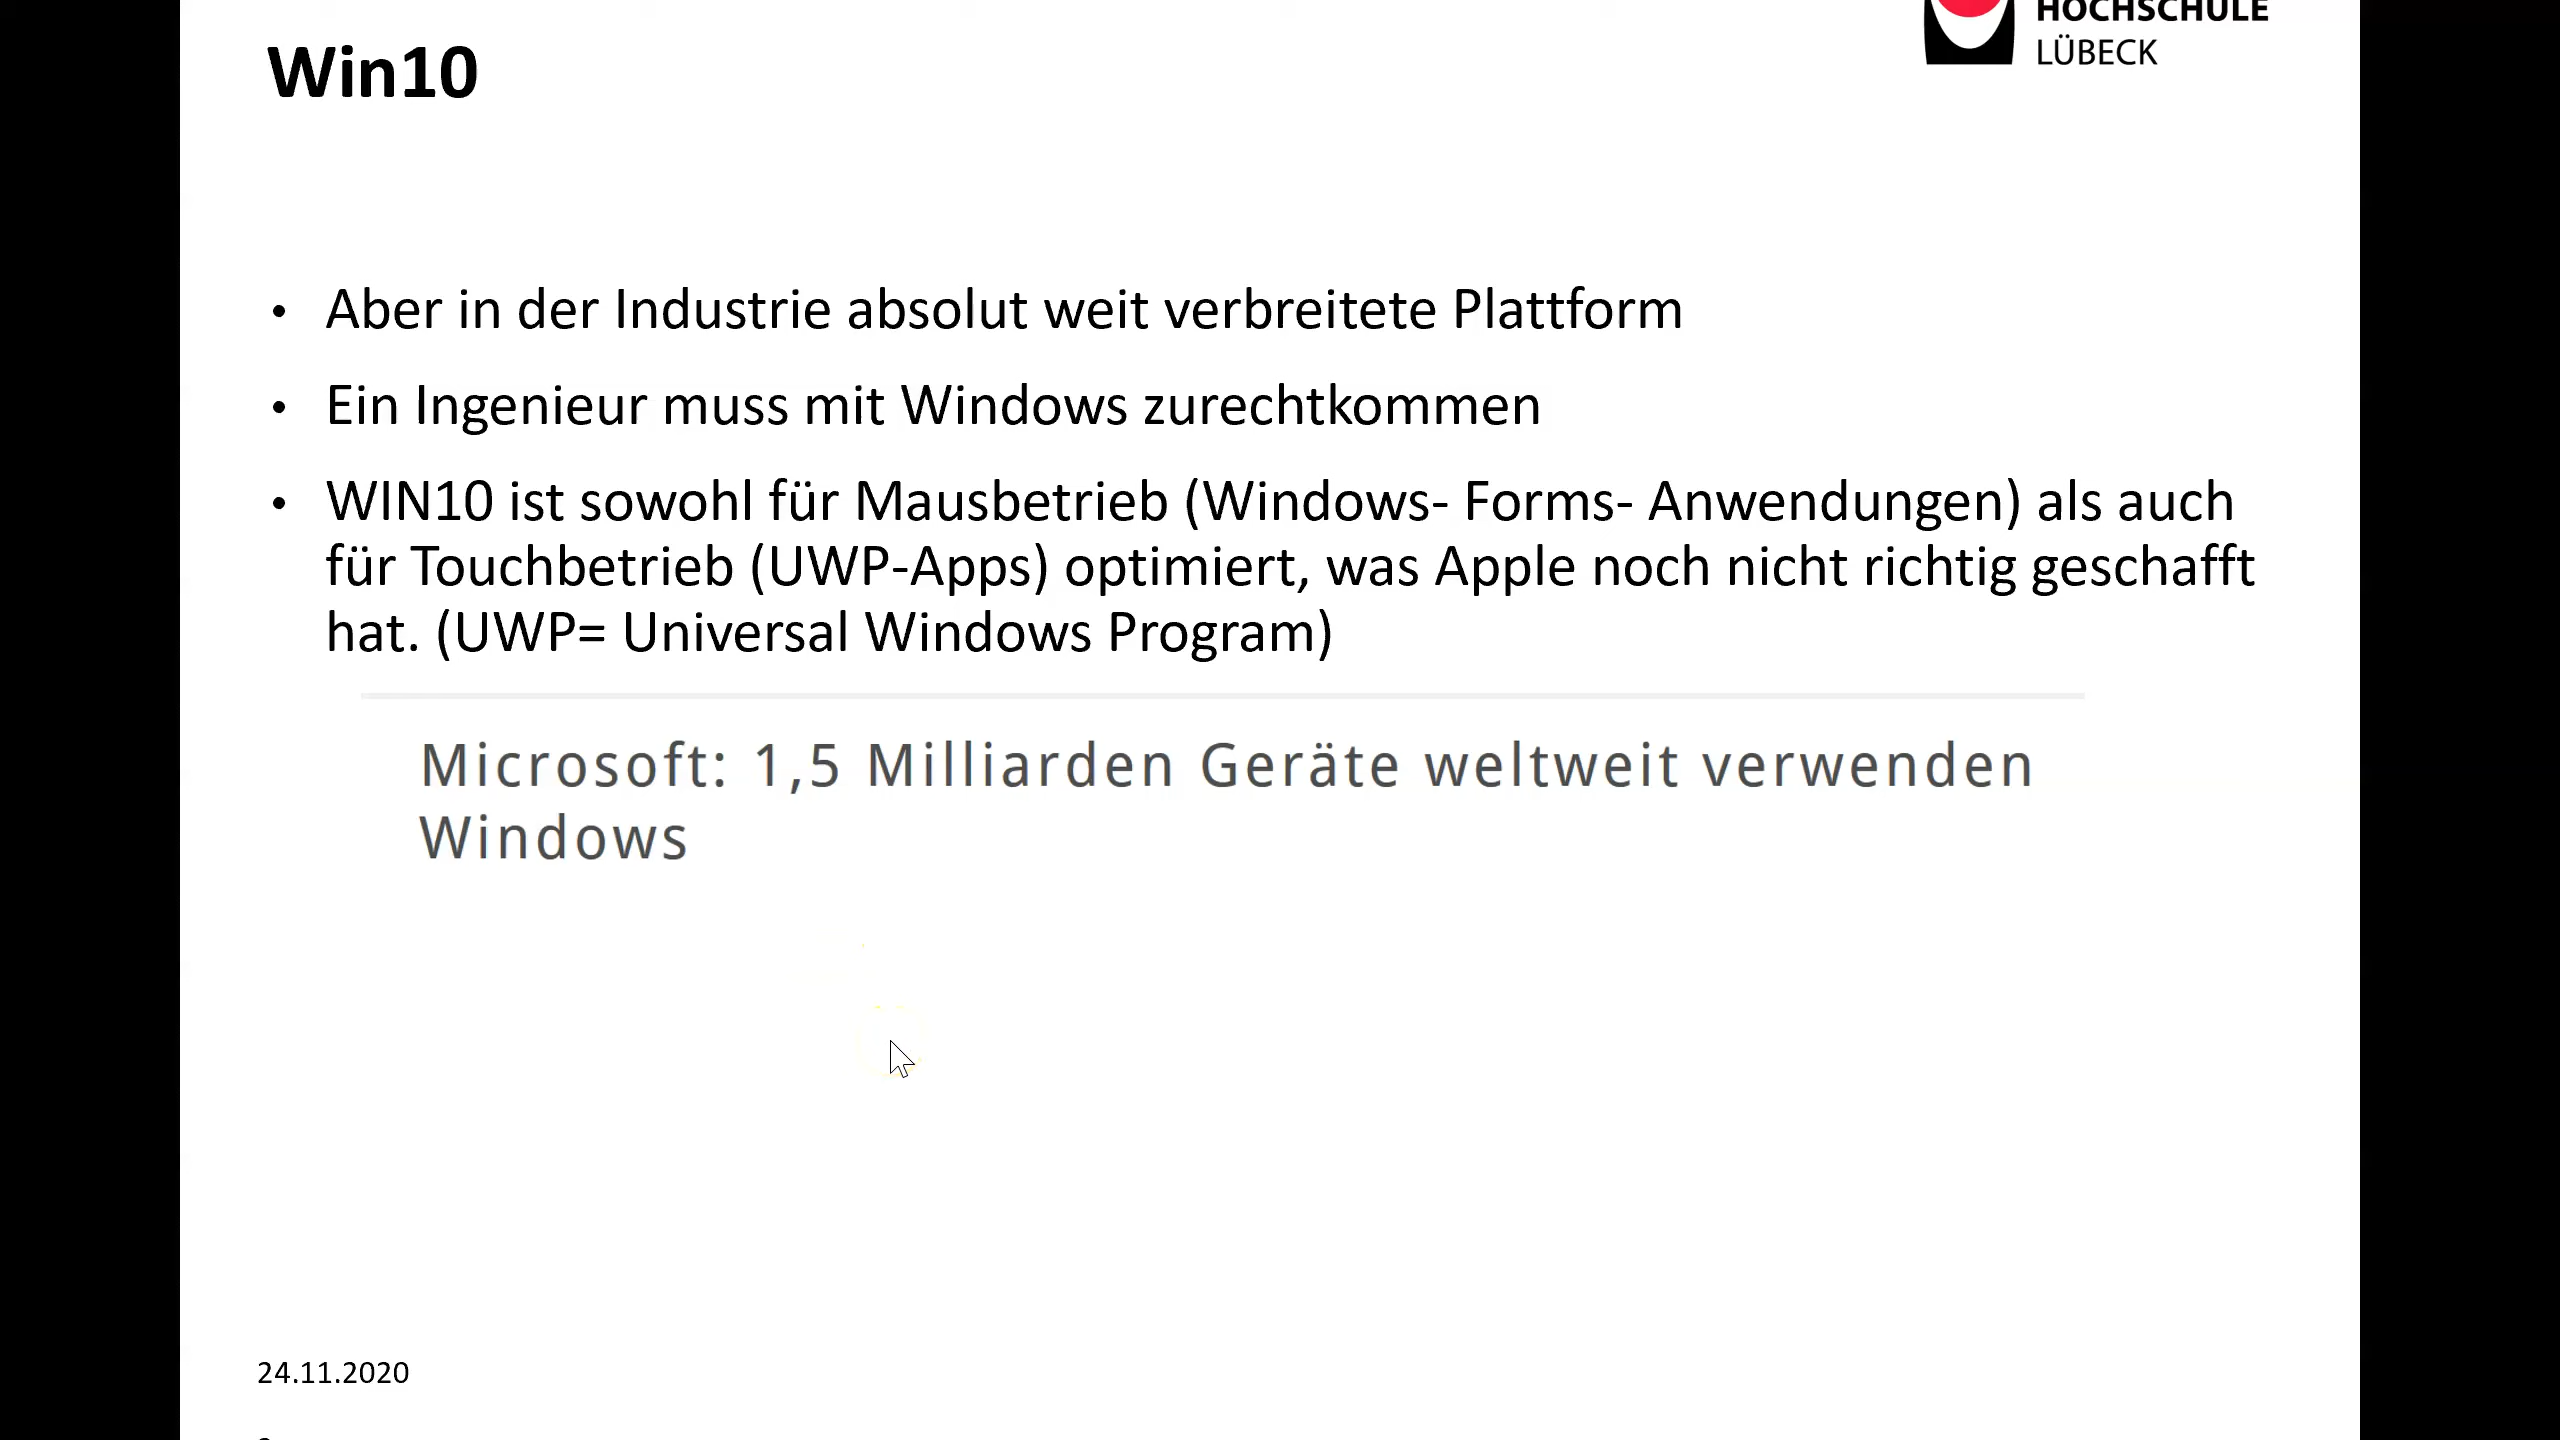 HOCHSCHULE
LÜBECK
Win10
• Aber in der Industrie absolut weit verbreitete Plattform
• Ein Ingenieur muss mit Windows zurechtkommen
• WIN10 ist sowohl für Mausbetrieb (Windows- Forms- Anwendungen) als auch
für Touchbetrieb (UWP-Apps) optimiert, was Apple noch nicht richtig geschafft
hat. (UWP= Universal Windows Program)
Microsoft: 1,5 Milliarden Geräte weltweit verwenden
Windows
24.11.2020